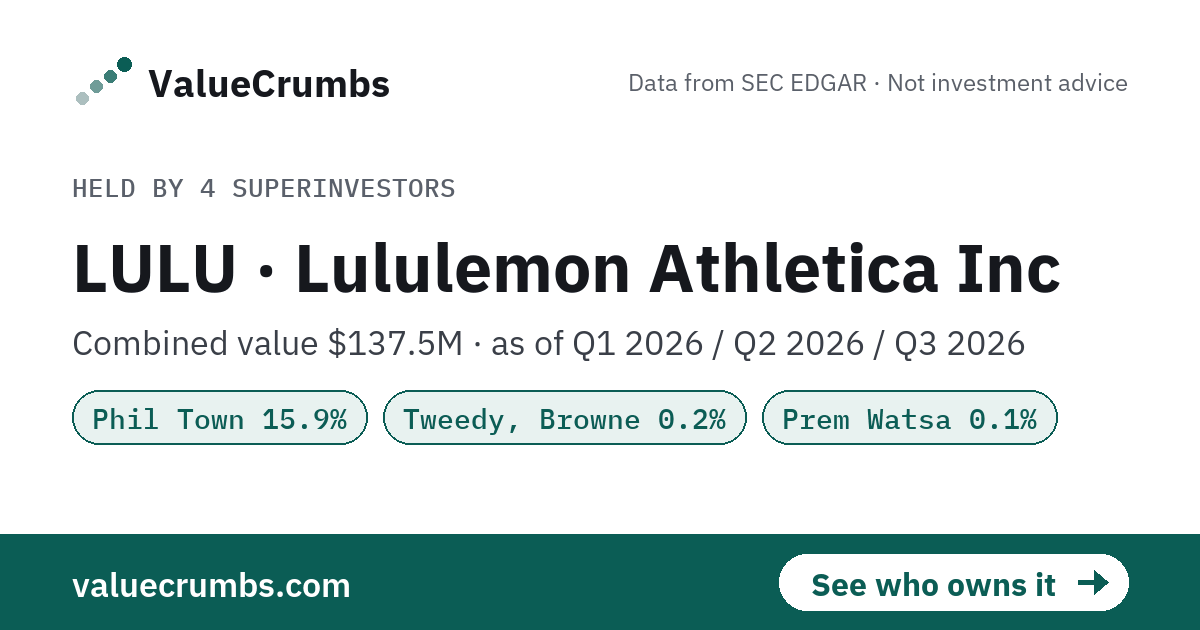 ValueCrumbs
Data from SEC EDGAR · Not investment advice
HELD BY 4 SUPERINVESTORS
LULU · Lululemon Athletica Inc
Combined value $137.5M · as of Q1 2026 / Q2 2026 / Q3 2026
Phil Town 15.9%
Tweedy, Browne 0.2%
Prem Watsa 0.1%
valuecrumbs.com
See who owns it